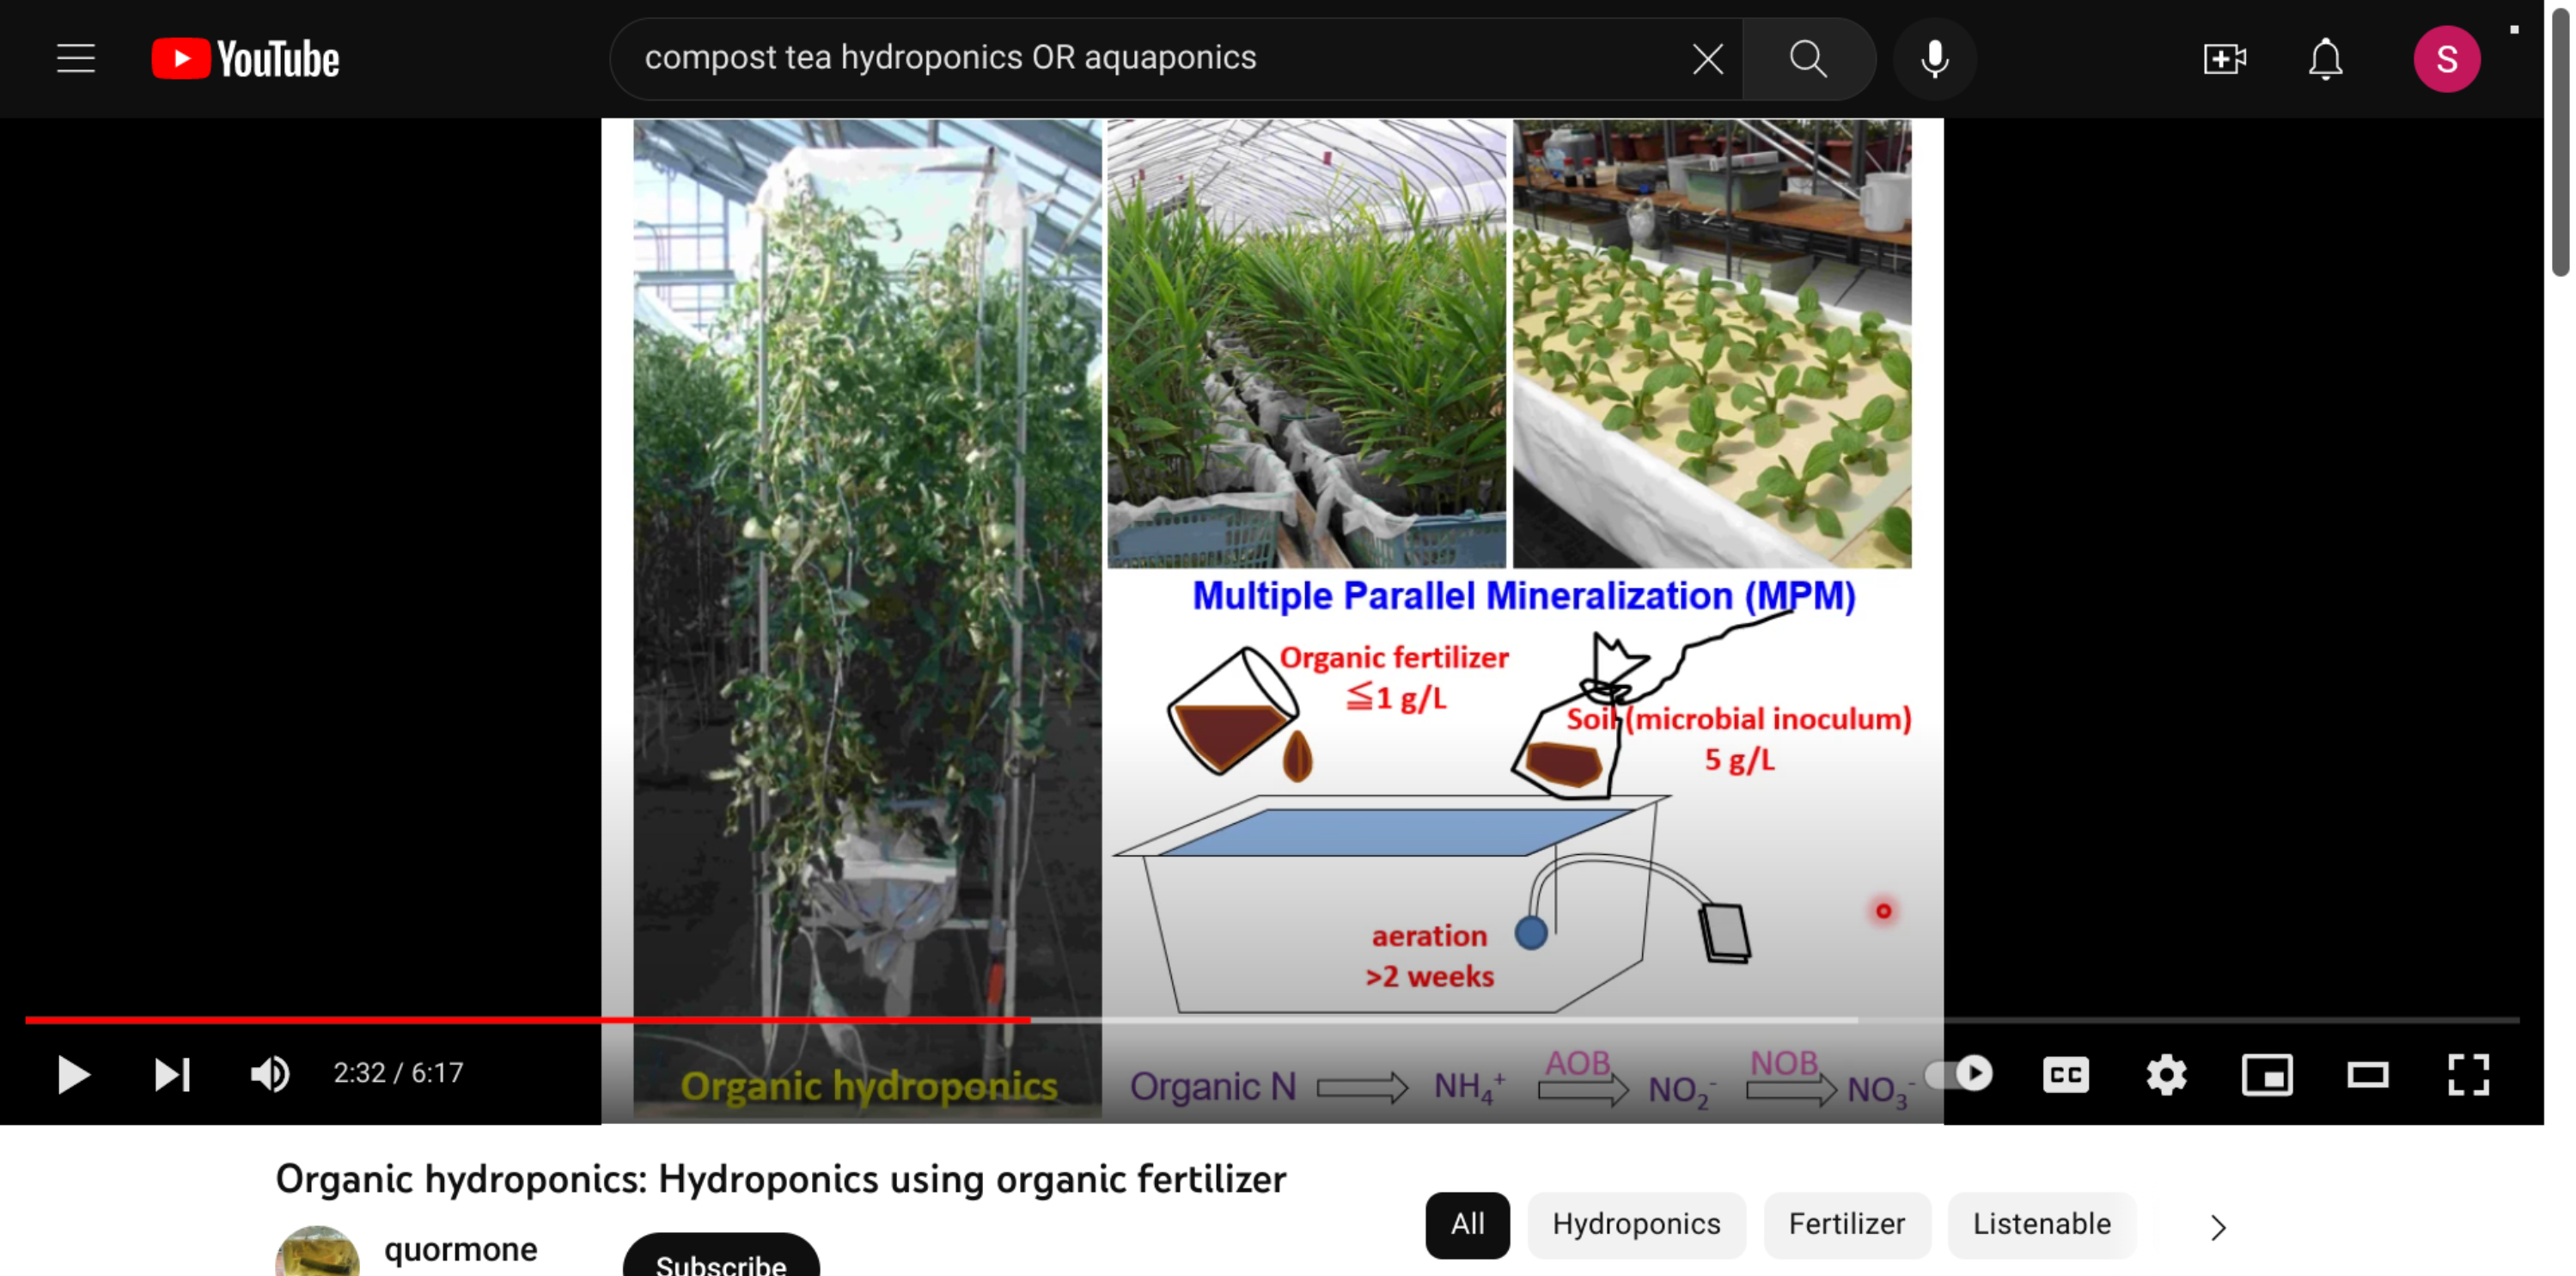 YouTube
compost tea hydroponics OR aquaponics
S
Multiple Parallel Mineralization (MPM)
Organic fertilizer
≦1 g/L
Soil (microbial inoculum)
5 g/L
aeration
>2 weeks
Organic hydroponics
Organic N ⇒ NH₄⁺ AOB ⇒ NO₂⁻ NOB ⇒ NO₃⁻
2:32 / 6:17
CC
Organic hydroponics: Hydroponics using organic fertilizer
quormone
Subscribe
All
Hydroponics
Fertilizer
Listenable